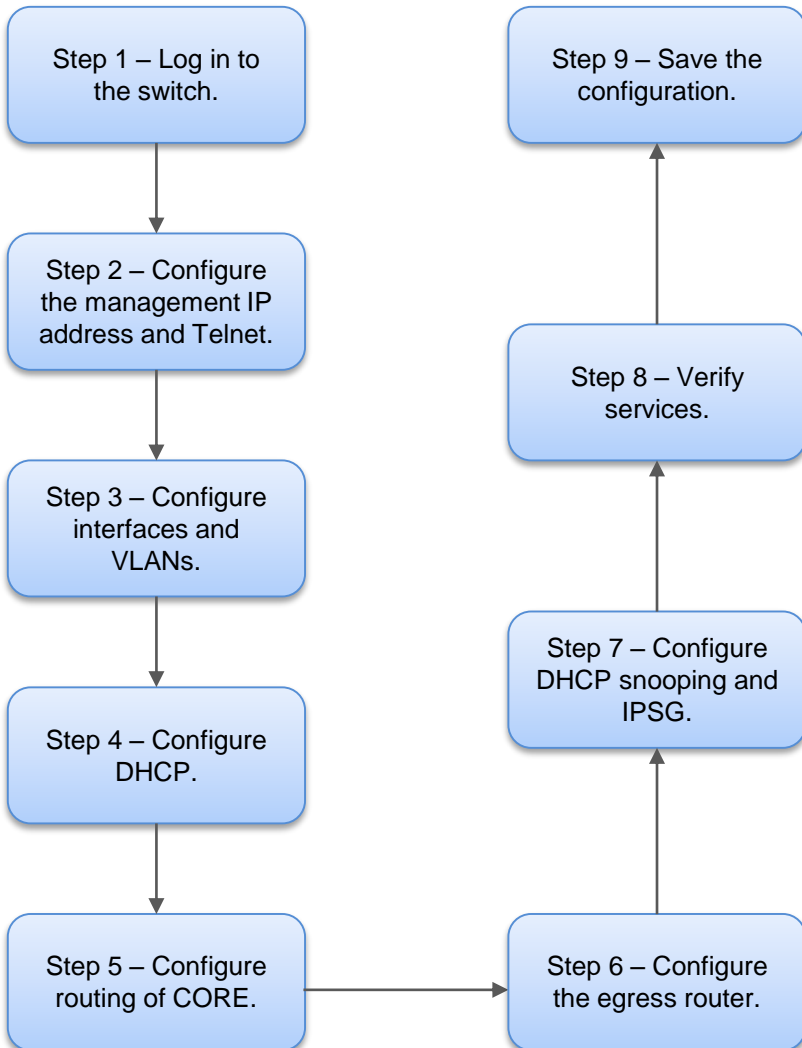 Step 1 – Log in to
the switch.
Step 2 – Configure
the management IP
address and Telnet.
Step 3 – Configure
interfaces and
VLANs.
Step 4 – Configure
DHCP.
Step 5 – Configure
routing of CORE.
Step 6 – Configure
the egress router.
Step 7 – Configure
DHCP snooping and
IPSG.
Step 8 – Verify
services.
Step 9 – Save the
configuration.